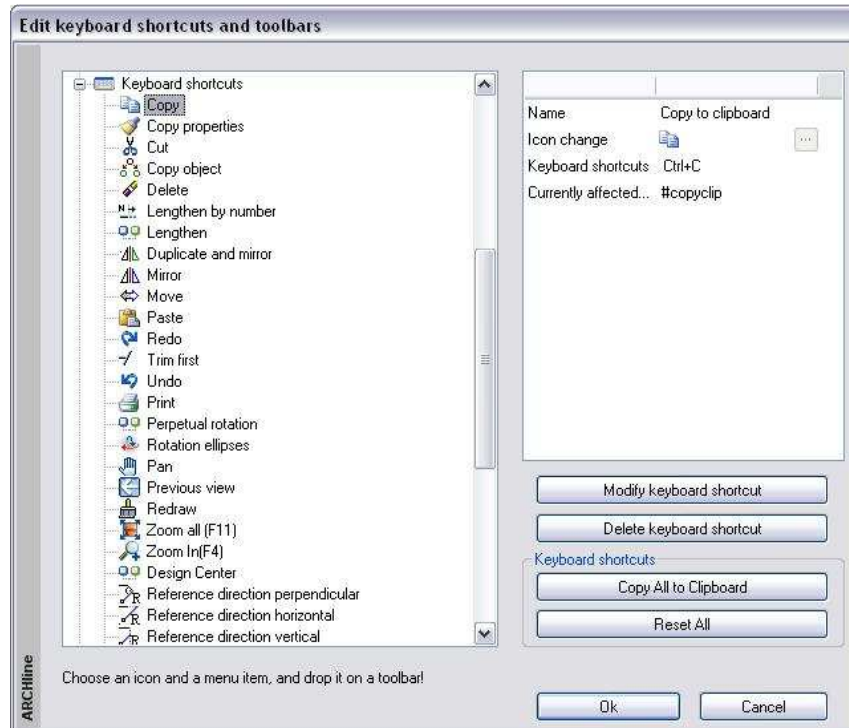 Edit keyboard shortcuts and toolbars
Keyboard shortcuts
Copy
Copy properties
Cut
Copy object
Delete
Lengthen by number
Lengthen
Duplicate and mirror
Mirror
Move
Paste
Redo
Trim first
Undo
Print
Perpetual rotation
Rotation ellipses
Pan
Previous view
Redraw
Zoom all (F11)
Zoom In(F4)
Design Center
Reference direction perpendicular
Reference direction horizontal
Reference direction vertical
Name Copy to clipboard
Icon change ...
Keyboard shortcuts Ctrl+C
Currently affected... #copyclip
Modify keyboard shortcut
Delete keyboard shortcut
Keyboard shortcuts
Copy All to Clipboard
Reset All
Choose an icon and a menu item, and drop it on a toolbar!
Ok Cancel
ARCHline